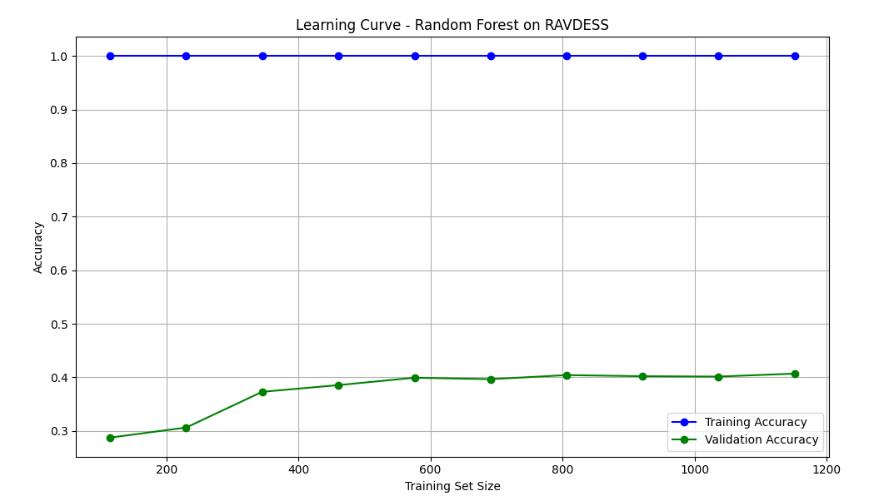 Learning Curve - Random Forest on RAVDESS
1.0
0.9
0.8
0.7
0.6
0.5
0.4
0.3
Accuracy
200
400
600
800
1000
1200
Training Set Size
Training Accuracy
Validation Accuracy